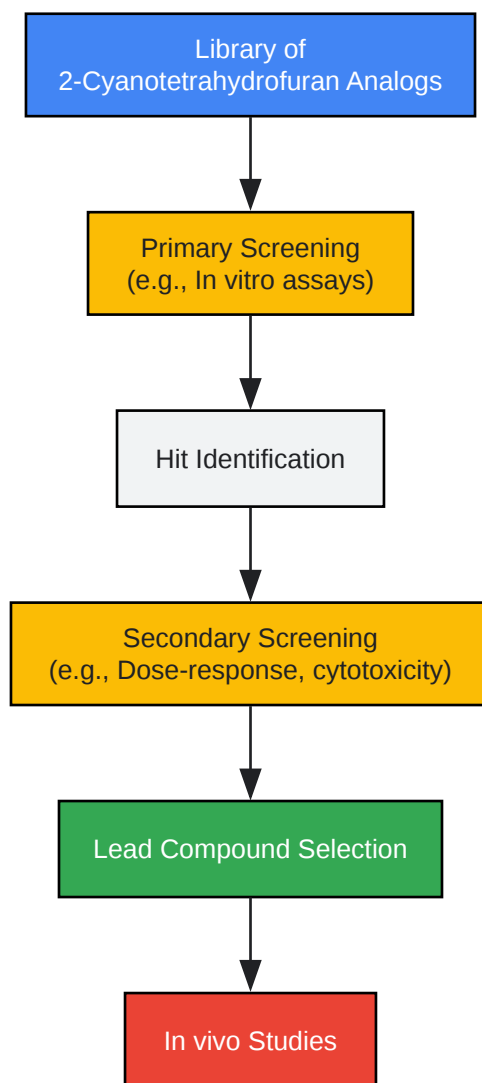 Library of
2-Cyanotetrahydrofuran Analogs
Primary Screening
(e.g., In vitro assays)
Hit Identification
Secondary Screening
(e.g., Dose-response, cytotoxicity)
Lead Compound Selection
In vivo Studies